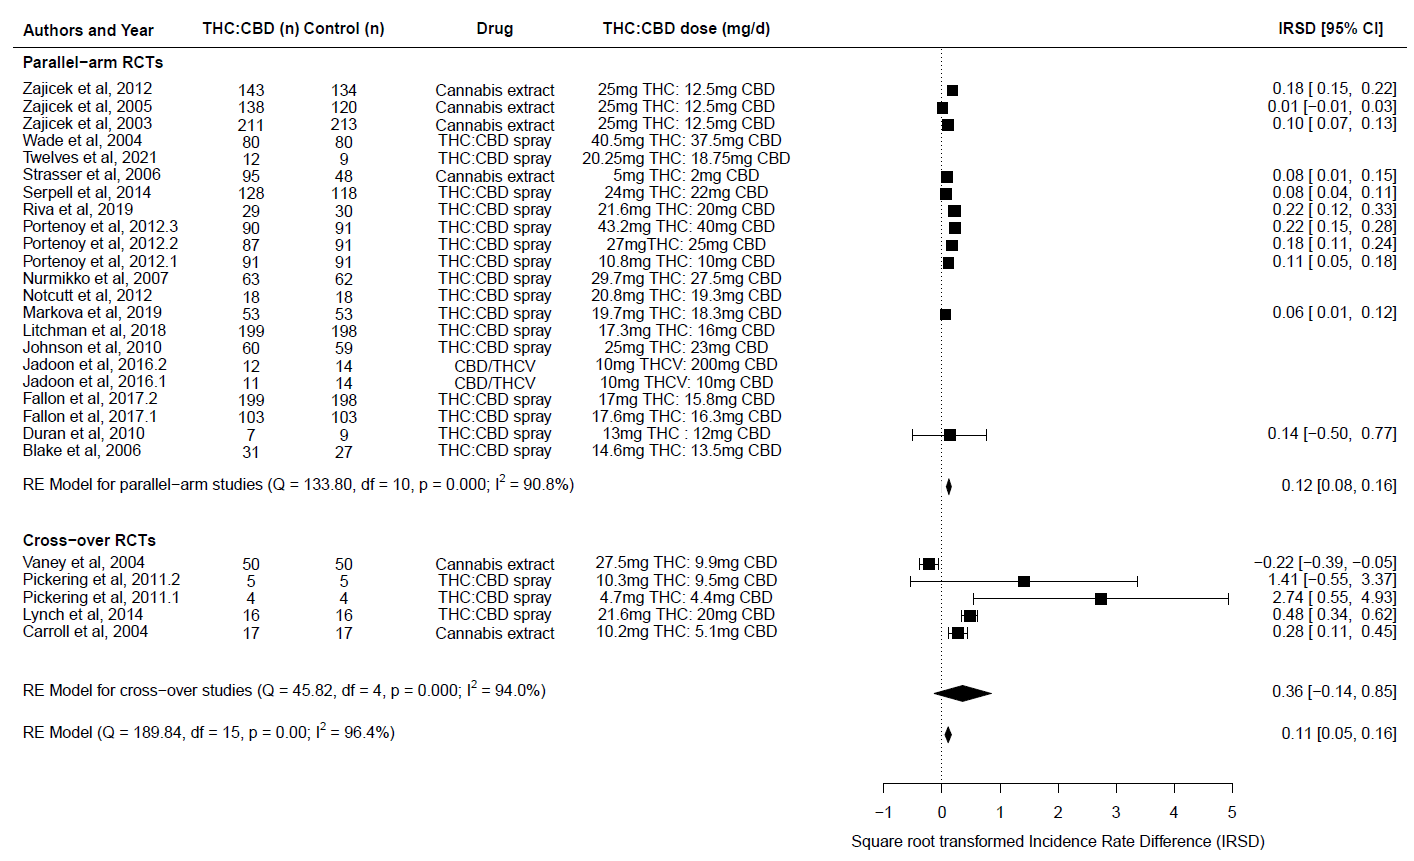 Authors and Year THC:CBD (n) Control (n) Drug THC:CBD dose (mg/d) IRSD [95% CI]
Parallel−arm RCTs
Zajicek et al, 2012 143 134 Cannabis extract 25mg THC: 12.5mg CBD 0.18 [ 0.15, 0.22]
Zajicek et al, 2005 138 120 Cannabis extract 25mg THC: 12.5mg CBD 0.01 [−0.01, 0.03]
Zajicek et al, 2003 211 213 Cannabis extract 25mg THC: 12.5mg CBD 0.10 [ 0.07, 0.13]
Wade et al, 2004 80 80 THC:CBD spray 40.5mg THC: 37.5mg CBD
Twelves et al, 2021 12 9 THC:CBD spray 20.25mg THC: 18.75mg CBD
Strasser et al, 2006 95 48 Cannabis extract 5mg THC: 2mg CBD 0.08 [ 0.01, 0.15]
Serpell et al, 2014 128 118 THC:CBD spray 24mg THC: 22mg CBD 0.08 [ 0.04, 0.11]
Riva et al, 2019 29 30 THC:CBD spray 21.6mg THC: 20mg CBD 0.22 [ 0.12, 0.33]
Portenoy et al, 2012.3 90 91 THC:CBD spray 43.2mg THC: 40mg CBD 0.22 [ 0.15, 0.28]
Portenoy et al, 2012.2 87 91 THC:CBD spray 27mgTHC: 25mg CBD 0.18 [ 0.11, 0.24]
Portenoy et al, 2012.1 91 91 THC:CBD spray 10.8mg THC: 10mg CBD 0.11 [ 0.05, 0.18]
Nurmikko et al, 2007 63 62 THC:CBD spray 29.7mg THC: 27.5mg CBD
Notcutt et al, 2012 18 18 THC:CBD spray 20.8mg THC: 19.3mg CBD
Markova et al, 2019 53 53 THC:CBD spray 19.7mg THC: 18.3mg CBD 0.06 [ 0.01, 0.12]
Litchman et al, 2018 199 198 THC:CBD spray 17.3mg THC: 16mg CBD
Johnson et al, 2010 60 59 THC:CBD spray 25mg THC: 23mg CBD
Jadoon et al, 2016.2 12 14 CBD/THCV 10mg THCV: 200mg CBD
Jadoon et al, 2016.1 11 14 CBD/THCV 10mg THCV: 10mg CBD
Fallon et al, 2017.2 199 198 THC:CBD spray 17mg THC: 15.8mg CBD
Fallon et al, 2017.1 103 103 THC:CBD spray 17.6mg THC: 16.3mg CBD
Duran et al, 2010 7 9 THC:CBD spray 13mg THC : 12mg CBD 0.14 [−0.50, 0.77]
Blake et al, 2006 31 27 THC:CBD spray 14.6mg THC: 13.5mg CBD
RE Model for parallel−arm studies (Q = 133.80, df = 10, p = 0.000; I² = 90.8%) 0.12 [0.08, 0.16]
Cross−over RCTs
Vaney et al, 2004 50 50 Cannabis extract 27.5mg THC: 9.9mg CBD −0.22 [−0.39, −0.05]
Pickering et al, 2011.2 5 5 THC:CBD spray 10.3mg THC: 9.5mg CBD 1.41 [−0.55, 3.37]
Pickering et al, 2011.1 4 4 THC:CBD spray 4.7mg THC: 4.4mg CBD 2.74 [ 0.55, 4.93]
Lynch et al, 2014 16 16 THC:CBD spray 21.6mg THC: 20mg CBD 0.48 [ 0.34, 0.62]
Carroll et al, 2004 17 17 Cannabis extract 10.2mg THC: 5.1mg CBD 0.28 [ 0.11, 0.45]
RE Model for cross−over studies (Q = 45.82, df = 4, p = 0.000; I² = 94.0%) 0.36 [−0.14, 0.85]
RE Model (Q = 189.84, df = 15, p = 0.00; I² = 96.4%) 0.11 [0.05, 0.16]
−1 0 1 2 3 4 5
Square root transformed Incidence Rate Difference (IRSD)